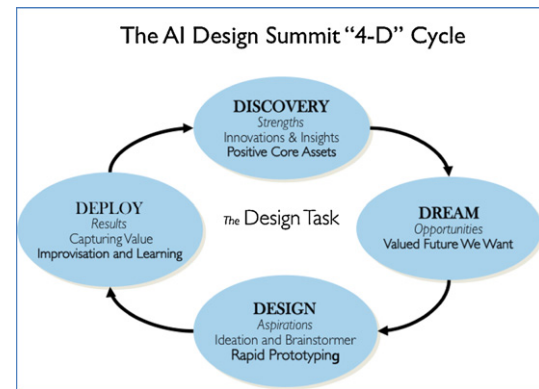 The AI Design Summit “4-D” Cycle
DISCOVERY
Strengths
Innovations & Insights
Positive Core Assets
DREAM
Opportunities
Valued Future We Want
DESIGN
Aspirations
Ideation and Brainstormer
Rapid Prototyping
DEPLOY
Results
Capturing Value
Improvisation and Learning
The Design Task